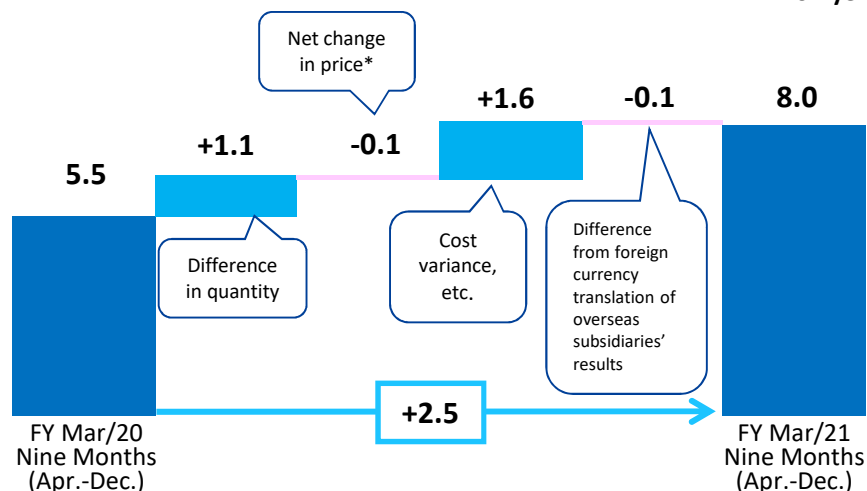 Net change
in price*
+1.6
-0.1
8.0
+1.1
-0.1
5.5
Difference
in quantity
Cost
variance,
etc.
Difference
from foreign
currency
translation of
overseas
subsidiaries’
results
+2.5
FY Mar/20
Nine Months
(Apr.-Dec.)
FY Mar/21
Nine Months
(Apr.-Dec.)